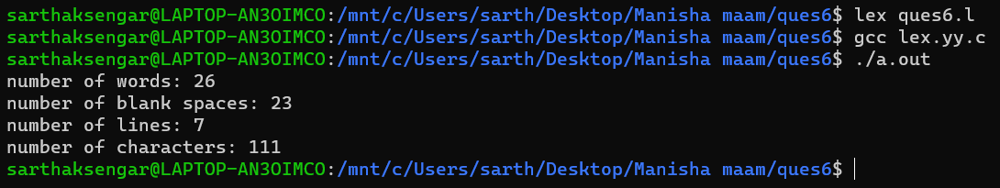 sarthaksengar@LAPTOP-AN3OIMCO:/mnt/c/Users/sarth/Desktop/Manisha maam/ques6$ lex ques6.l
sarthaksengar@LAPTOP-AN3OIMCO:/mnt/c/Users/sarth/Desktop/Manisha maam/ques6$ gcc lex.yy.c
sarthaksengar@LAPTOP-AN3OIMCO:/mnt/c/Users/sarth/Desktop/Manisha maam/ques6$ ./a.out
number of words: 26
number of blank spaces: 23
number of lines: 7
number of characters: 111
sarthaksengar@LAPTOP-AN3OIMCO:/mnt/c/Users/sarth/Desktop/Manisha maam/ques6$